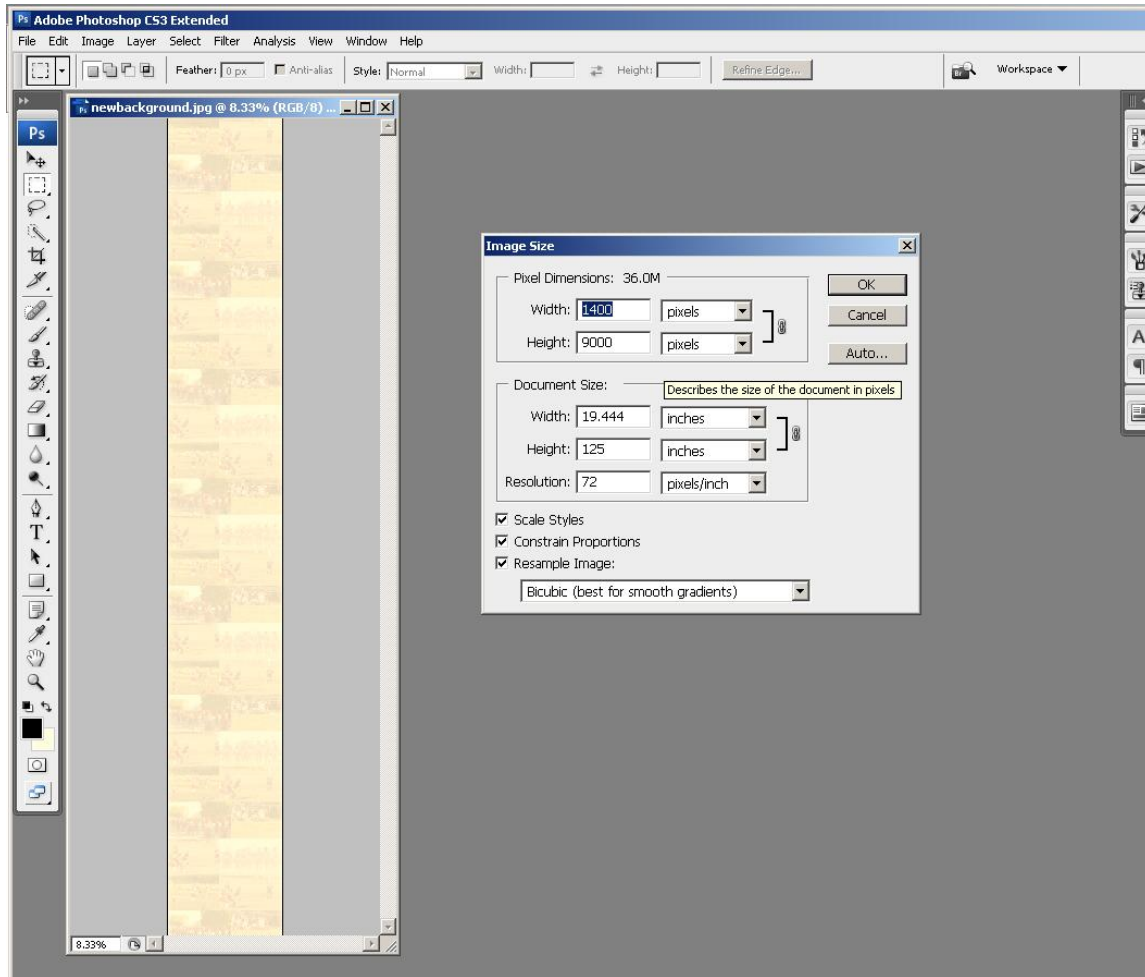 Ps Adobe Photoshop CS3 Extended
File Edit Image Layer Select Filter Analysis View Window Help
Feather: 0 px Anti-alias Style: Normal Width: Height: Refine Edge... Br Workspace
newbackground.jpg @ 8.33% (RGB/8) ...
Ps
T
8.33%
Image Size
Pixel Dimensions: 36.0M
OK
Width: 1400 pixels
Cancel
Height: 9000 pixels
Auto...
Document Size:
Describes the size of the document in pixels
Width: 19.444 inches
Height: 125 inches
Resolution: 72 pixels/inch
Scale Styles
Constrain Proportions
Resample Image:
Bicubic (best for smooth gradients)
A